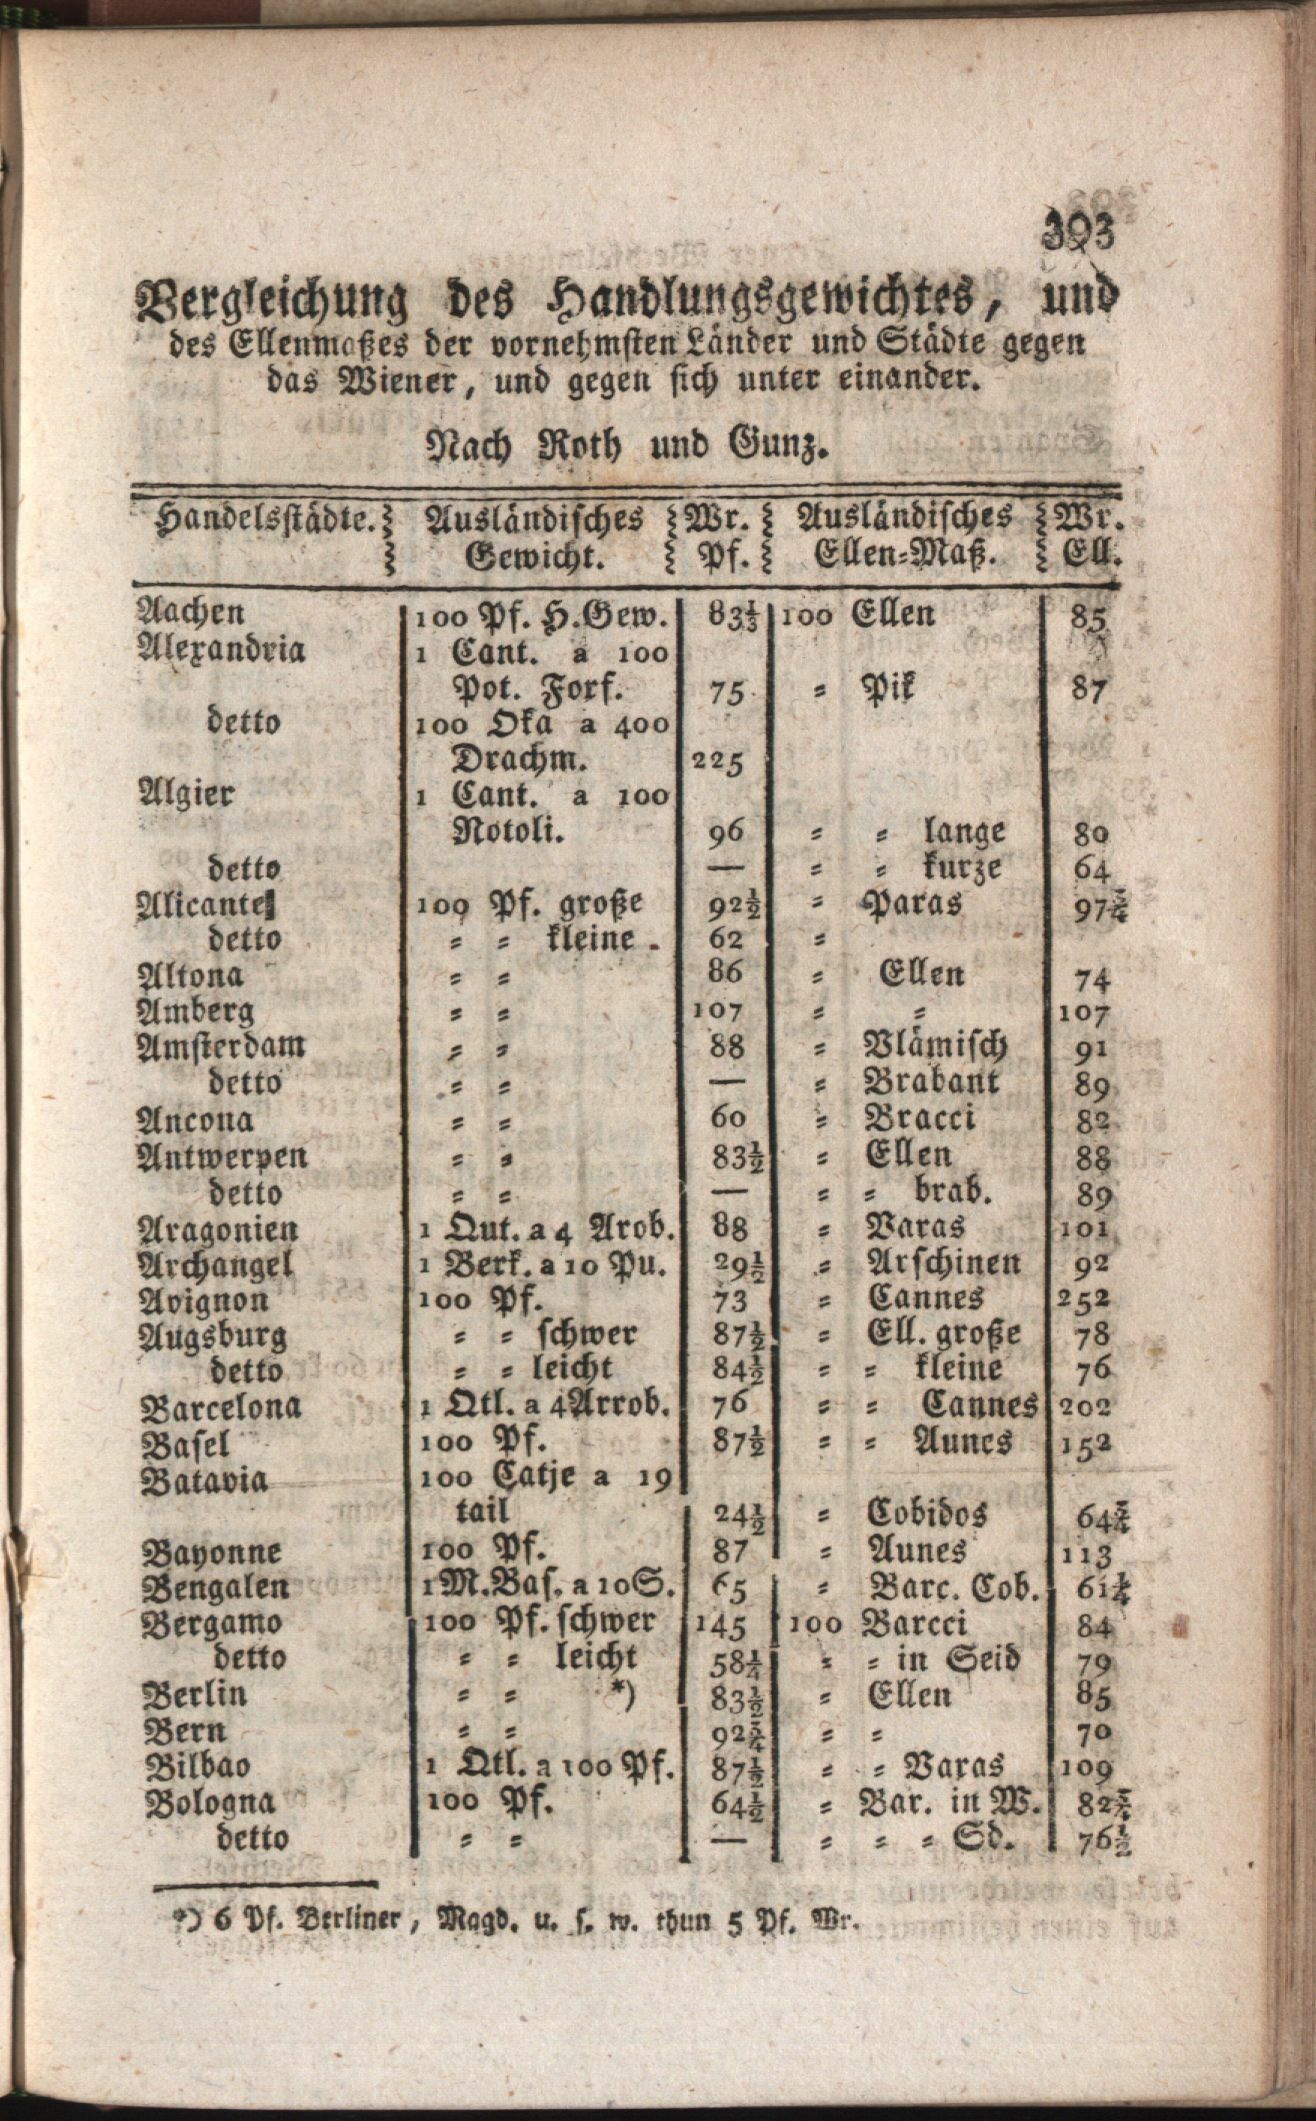 393
Vergleichung des Handlungsgewichtes, und
des Ellenmaßes der vornehmsten Länder und Städte gegen
das Wiener, und gegen sich unter einander.
Nach Roth und Gunz.
Handelsstädte. Ausländisches Wr. Ausländisches Wr.
Gewicht. Pf. Ellen=Maß. Ell.
Aachen 100 Pf. H.Gew. 83⅓ 100 Ellen 85
Alexandria 1 Cant. a 100
Pot. Forf. 75 = Pik 87
detto 100 Oka a 400
Drachm. 225
Algier 1 Cant. a 100
Rotoli. 96 = = lange 80
detto — = = kurze 64
Alicante 100 Pf. große 92½ = Paras 97¾
detto = = kleine 62 =
Altona = = 86 = Ellen 74
Amberg = = 107 = = 107
Amsterdam = = 88 = Vlämisch 91
detto = = — = Brabant 89
Ancona = = 60 = Bracci 82
Antwerpen = = 83½ = Ellen 88
detto = = — = = brab. 89
Aragonien 1 Qut. a 4 Arob. 88 = Varas 101
Archangel 1 Berk. a 10 Pu. 29½ = Arschinen 92
Avignon 100 Pf. 73 = Cannes 252
Augsburg = = schwer 87½ = Ell. große 78
detto = = leicht 84½ = = kleine 76
Barcelona 1 Qtl. a 4 Arrob. 76 = = Cannes 202
Basel 100 Pf. 87½ = = Aunes 152
Batavia 100 Catje a 19
tail 24½ = Cobidos 64¾
Bayonne 100 Pf. 87 = Aunes 113
Bengalen 1 M. Bas. a 10 S. 65 = Barc. Cob. 61¼
Bergamo 100 Pf. schwer 145 100 Barcci 84
detto = = leicht 58¼ = = in Seid 79
Berlin = = *) 83½ = Ellen 85
Bern = = 92¾ = = 70
Bilbao 1 Qtl. a 100 Pf. 87½ = = Varas 109
Bologna 100 Pf. 64½ = Bar. in W. 82¾
detto = = — = = = Sd. 76½
*) 6 Pf. Berliner, Magd. u. s. w. thun 5 Pf. Wr.